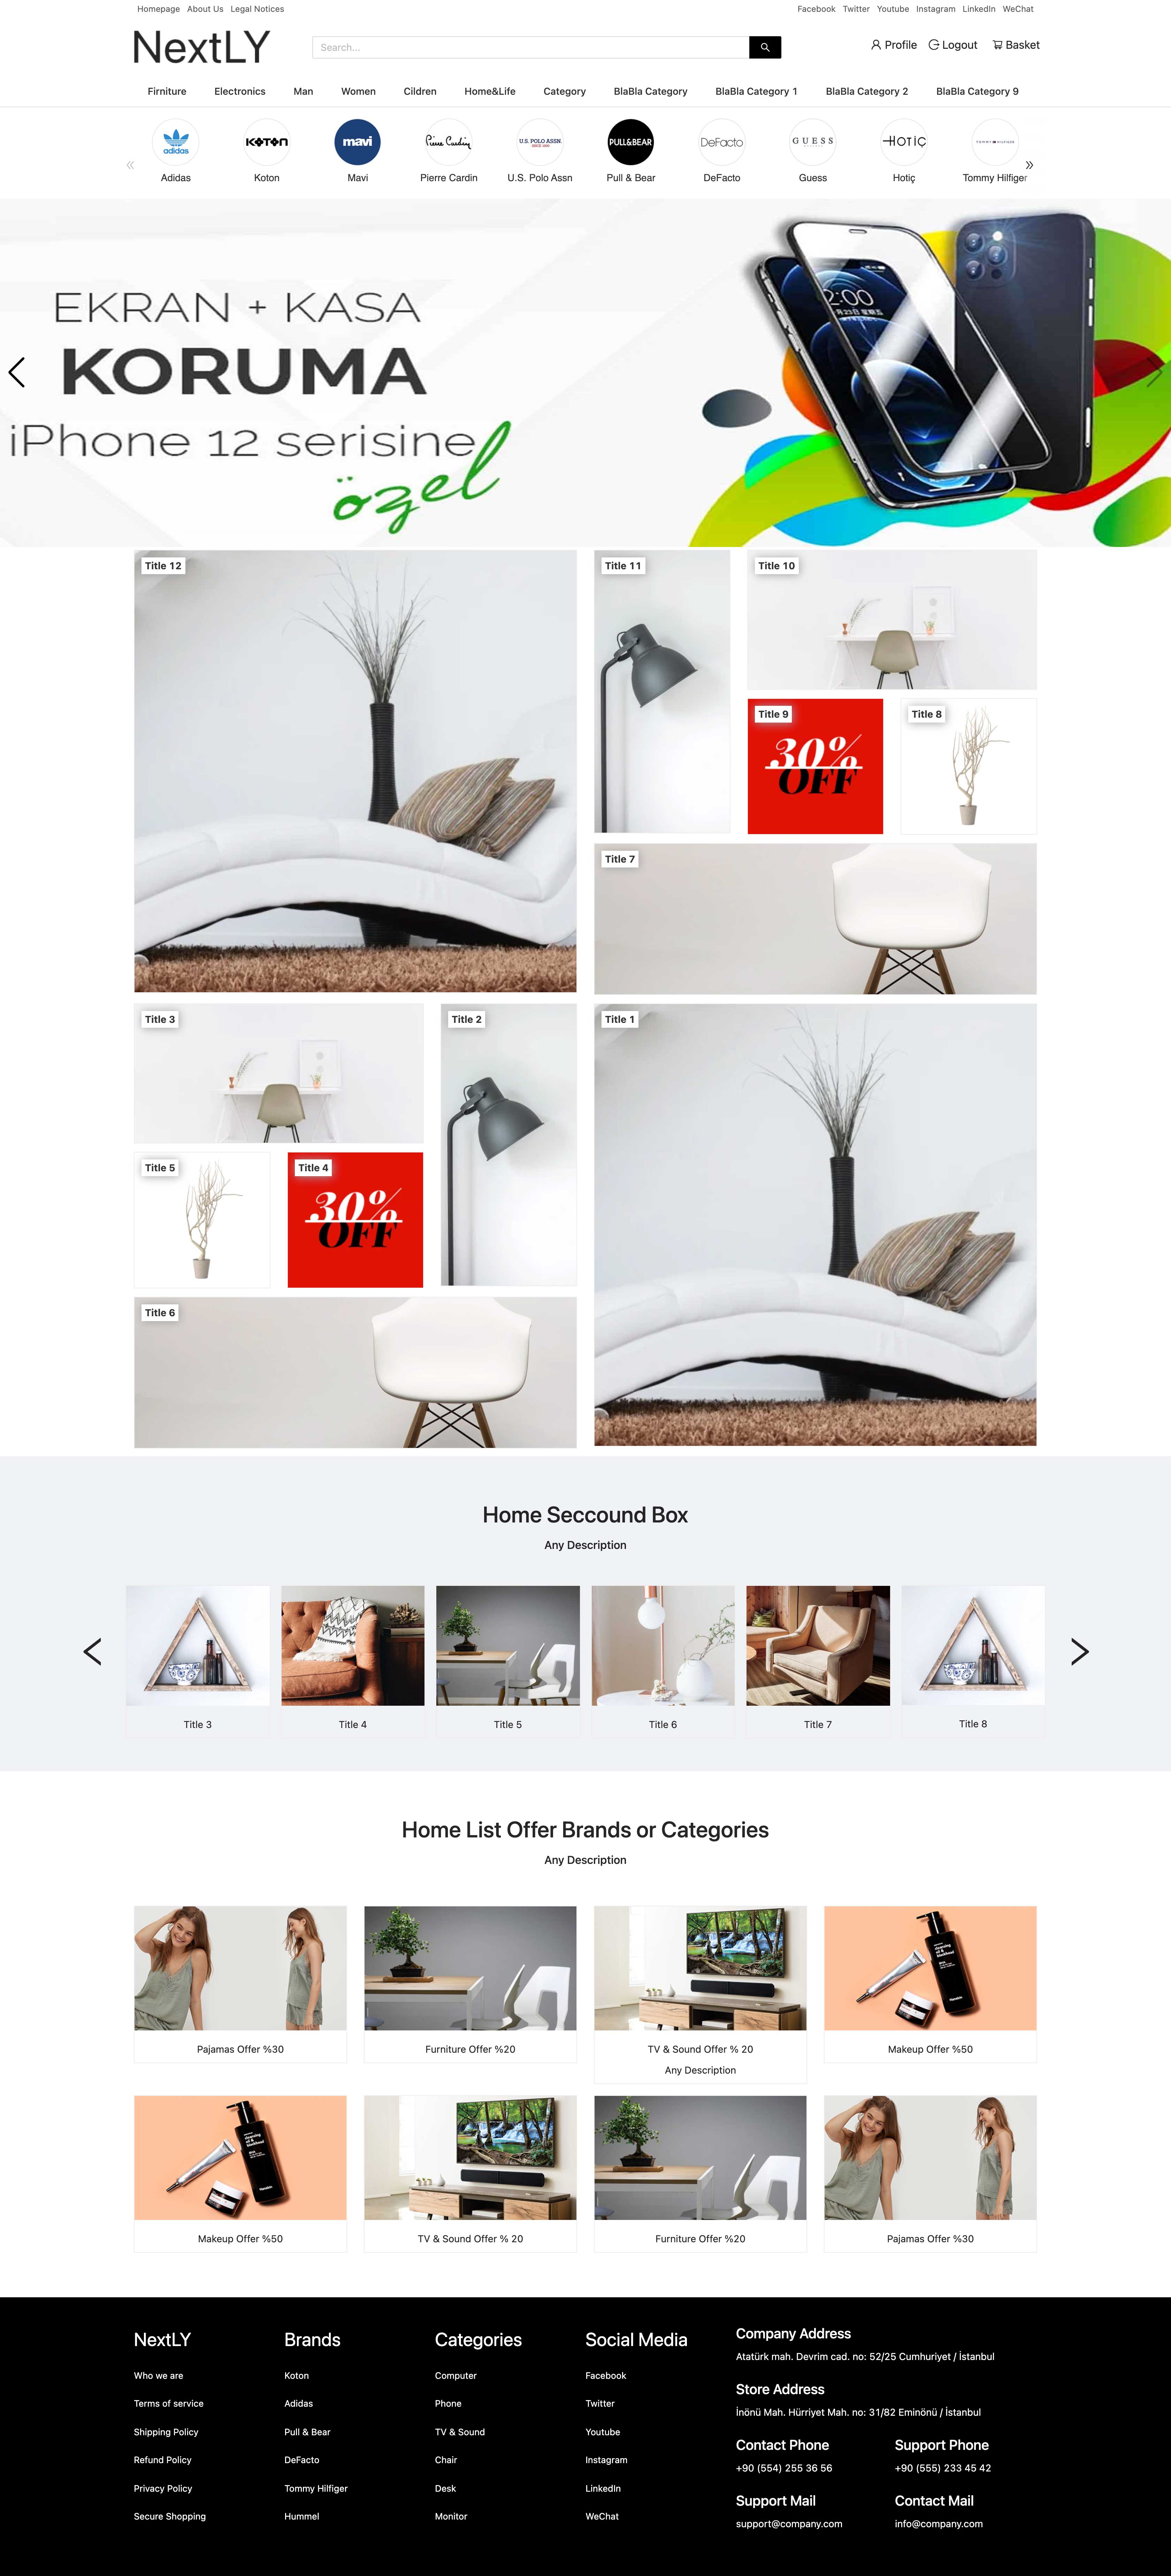 Homepage About Us Legal Notices
Facebook Twitter Youtube Instagram LinkedIn WeChat
NextLY
Search...
Profile Logout Basket
Firniture Electronics Man Women Cildren Home&Life Category BlaBla Category BlaBla Category 1 BlaBla Category 2 BlaBla Category 9
adidas KOTON mavi Pierre Cardin U.S. POLO ASSN. PULL&BEAR DeFacto GUESS HOTİÇ TOMMY HILFIGER
« »
Adidas Koton Mavi Pierre Cardin U.S. Polo Assn Pull & Bear DeFacto Guess Hotiç Tommy Hilfiger
EKRAN + KASA
KORUMA
iPhone 12 serisine
özel
Title 12
Title 11
Title 10
Title 9
30%
OFF
Title 8
Title 7
Title 3
Title 2
Title 1
Title 5
Title 4
30%
OFF
Title 6
Home Seccound Box
Any Description
Title 3 Title 4 Title 5 Title 6 Title 7 Title 8
Home List Offer Brands or Categories
Any Description
Pajamas Offer %30
Furniture Offer %20
TV & Sound Offer % 20
Any Description
Makeup Offer %50
Makeup Offer %50
TV & Sound Offer % 20
Furniture Offer %20
Pajamas Offer %30
NextLY
Who we are
Terms of service
Shipping Policy
Refund Policy
Privacy Policy
Secure Shopping
Brands
Koton
Adidas
Pull & Bear
DeFacto
Tommy Hilfiger
Hummel
Categories
Computer
Phone
TV & Sound
Chair
Desk
Monitor
Social Media
Facebook
Twitter
Youtube
Instagram
LinkedIn
WeChat
Company Address
Atatürk mah. Devrim cad. no: 52/25 Cumhuriyet / İstanbul
Store Address
İnönü Mah. Hürriyet Mah. no: 31/82 Eminönü / İstanbul
Contact Phone
+90 (554) 255 36 56
Support Phone
+90 (555) 233 45 42
Support Mail
support@company.com
Contact Mail
info@company.com